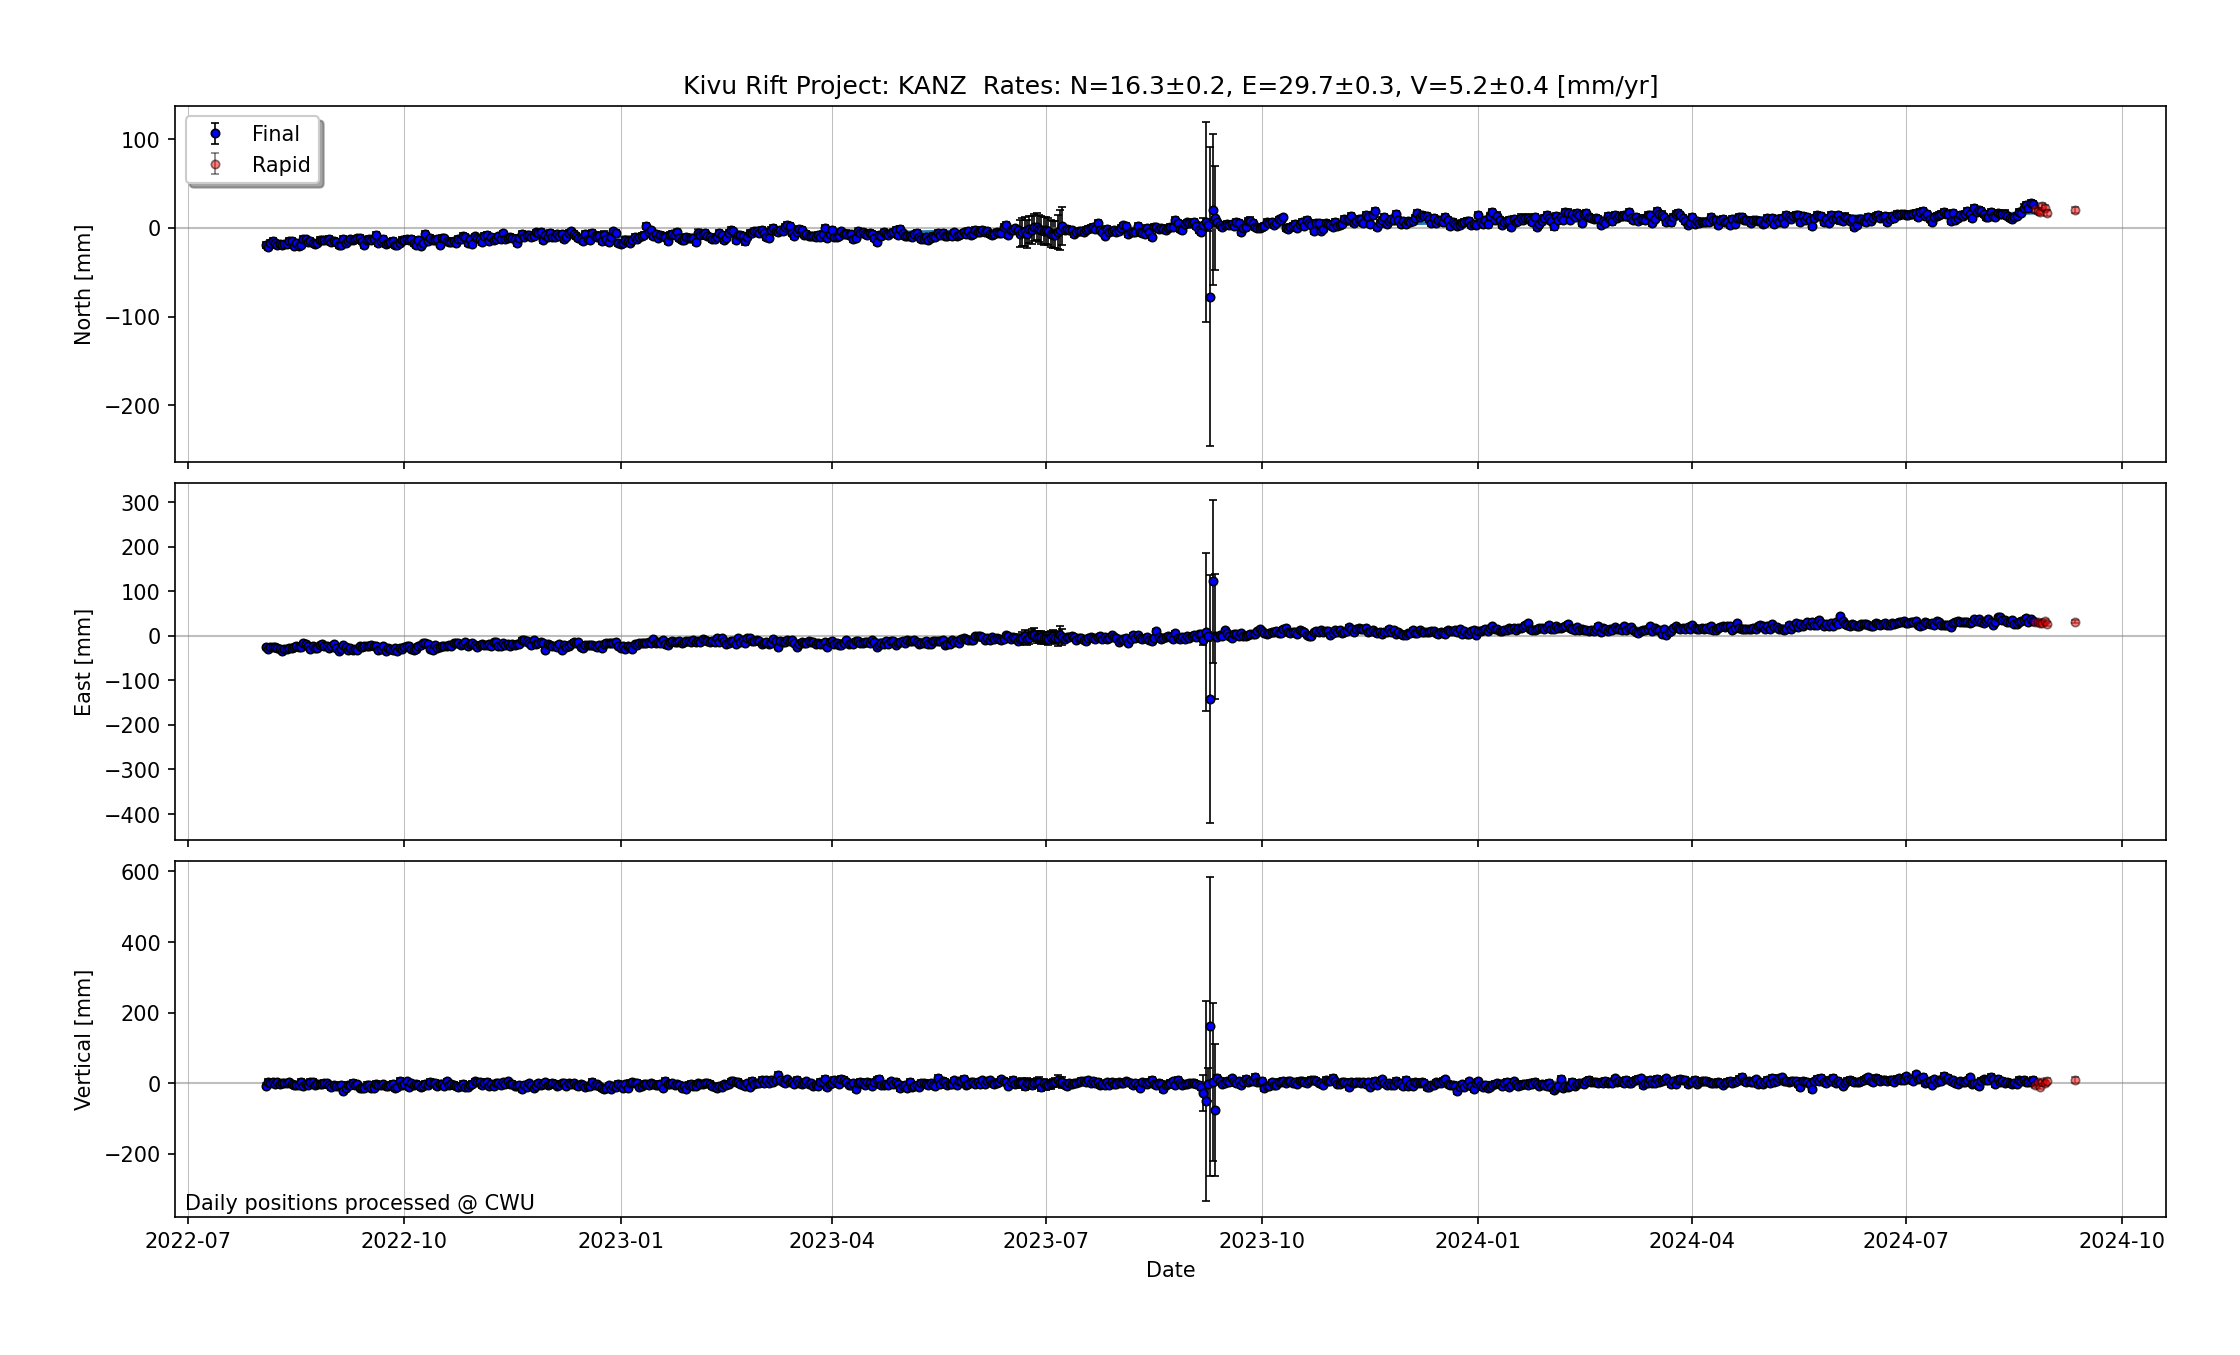 Kivu Rift Project: KANZ  Rates: N=16.3±0.2, E=29.7±0.3, V=5.2±0.4 [mm/yr]
Final
Rapid
100
0
−100
−200
North [mm]
300
200
100
0
−100
−200
−300
−400
East [mm]
600
400
200
0
−200
Vertical [mm]
Daily positions processed @ CWU
2022-07 2022-10 2023-01 2023-04 2023-07 2023-10 2024-01 2024-04 2024-07 2024-10
Date